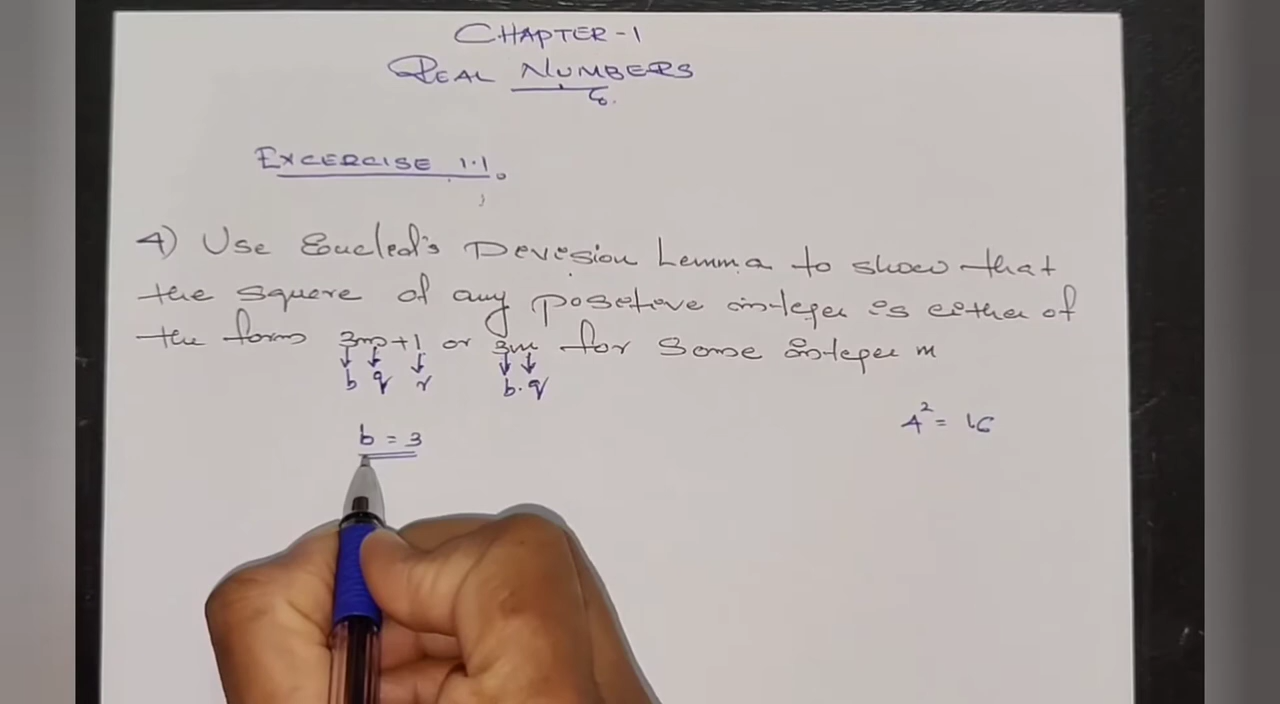 CHAPTER-1
REAL NUMBERS
EXCERCISE 1.1.
4) Use Eucled's Devision Lemma to show that
the square of any positive integer is either of
the form 3m+1 or 3m for some integer m
b q r b.q
4² = 16
b = 3